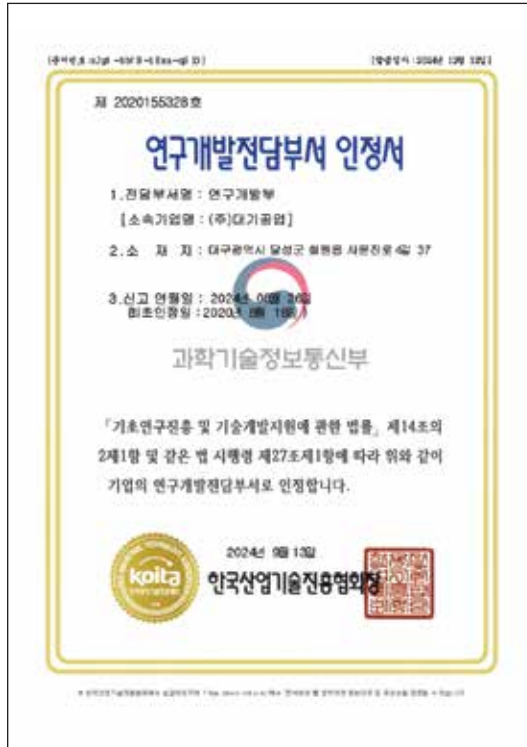 제 2020155328호
연구개발전담부서 인정서
1.전담부서명 : 연구개발부
[소속기업명 : (주)대기공업]
2.소 재 지 : 대구광역시 달성군 화원읍 사문진로4길 37
3.신고 연월일 : 2024년 08월 26일
최초인정일 : 2020년 8월 18일
과학기술정보통신부
「기초연구진흥 및 기술개발지원에 관한 법률」 제14조의
2제1항 및 같은 법 시행령 제27조제1항에 따라 위와 같이
기업의 연구개발전담부서로 인정합니다.
2024년 9월 13일
koita
한국산업기술진흥협회장